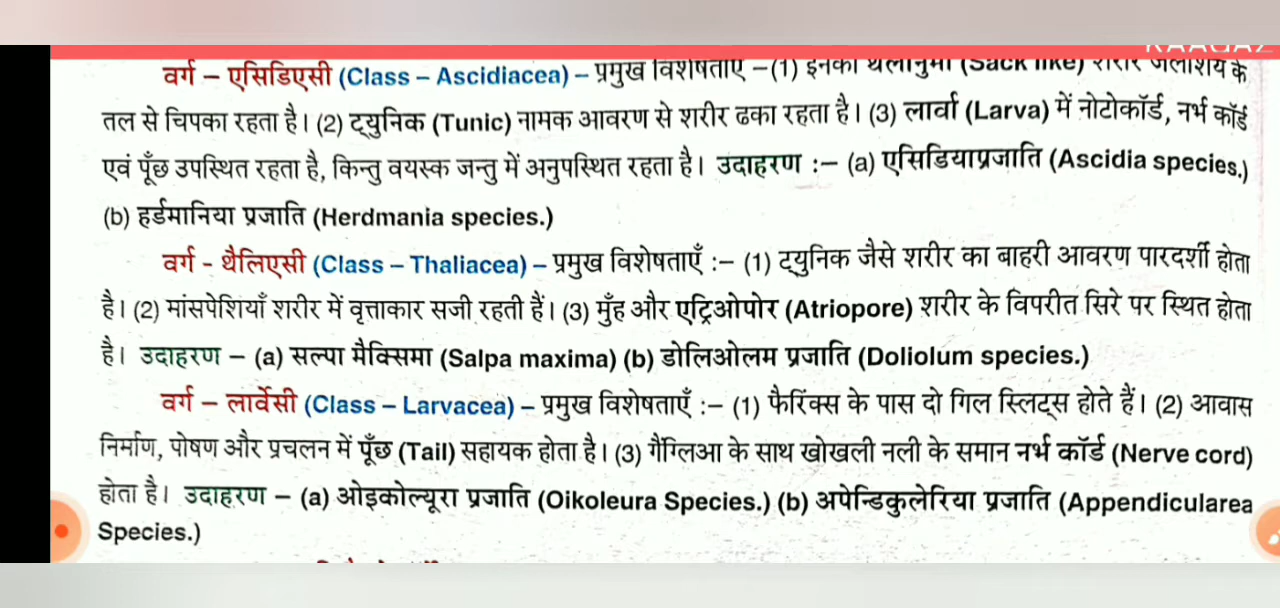 KAAGAZ
वर्ग – एसिडिएसी (Class – Ascidiacea) – प्रमुख विशेषताएँ –(1) इनका थैलीनुमा (Sack like) शरीर जलाशय के
तल से चिपका रहता है। (2) ट्युनिक (Tunic) नामक आवरण से शरीर ढका रहता है। (3) लार्वा (Larva) में नोटोकॉर्ड, नर्भ कॉर्ड
एवं पूँछ उपस्थित रहता है, किन्तु वयस्क जन्तु में अनुपस्थित रहता है। उदाहरण :– (a) एसिडियाप्रजाति (Ascidia species.)
(b) हर्डमानिया प्रजाति (Herdmania species.)
वर्ग - थैलिएसी (Class – Thaliacea) – प्रमुख विशेषताएँ :– (1) ट्युनिक जैसे शरीर का बाहरी आवरण पारदर्शी होता
है। (2) मांसपेशियाँ शरीर में वृत्ताकार सजी रहती हैं। (3) मुँह और एट्रिओपोर (Atriopore) शरीर के विपरीत सिरे पर स्थित होता
है। उदाहरण – (a) सल्पा मैक्सिमा (Salpa maxima) (b) डोलिओलम प्रजाति (Doliolum species.)
वर्ग – लार्वेसी (Class – Larvacea) – प्रमुख विशेषताएँ :– (1) फैरिंक्स के पास दो गिल स्लिट्स होते हैं। (2) आवास
निर्माण, पोषण और प्रचलन में पूँछ (Tail) सहायक होता है। (3) गैंग्लिआ के साथ खोखली नली के समान नर्भ कॉर्ड (Nerve cord)
होता है। उदाहरण – (a) ओइकोल्यूरा प्रजाति (Oikoleura Species.) (b) अपेन्डिकुलेरिया प्रजाति (Appendicularea
Species.)